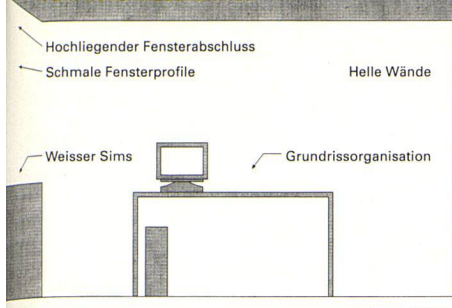 Hochliegender Fensterabschluss
Schmale Fensterprofile
Helle Wände
Weisser Sims
Grundrissorganisation